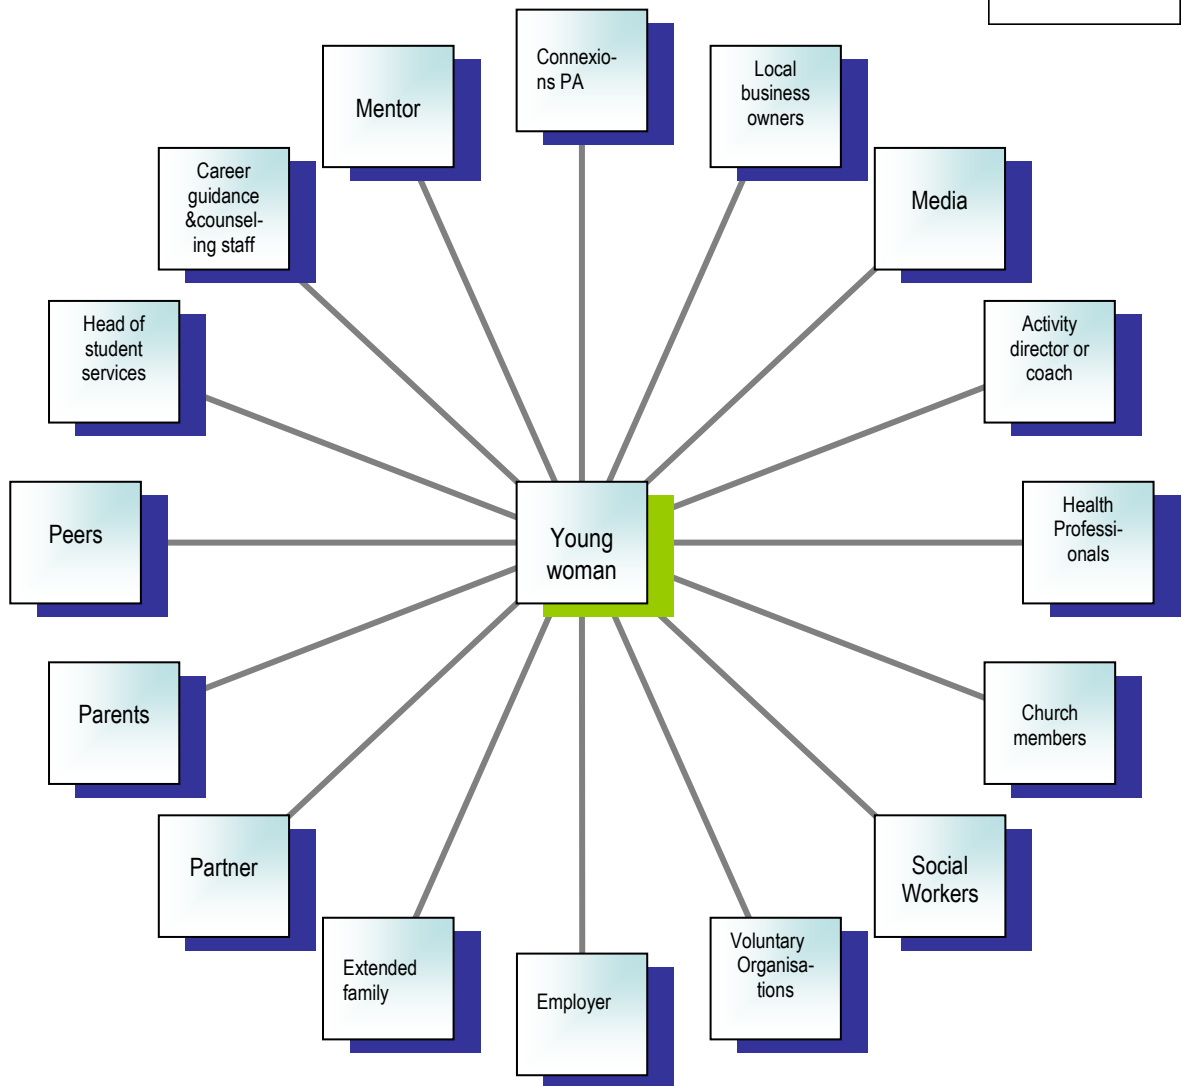 Connexio-
ns PA
Local
business
owners
Mentor
Media
Career
guidance
&counsel-
ing staff
Activity
director or
coach
Head of
student
services
Health
Professi-
onals
Peers
Young
woman
Parents
Church
members
Partner
Social
Workers
Extended
family
Employer
Voluntary
Organisa-
tions